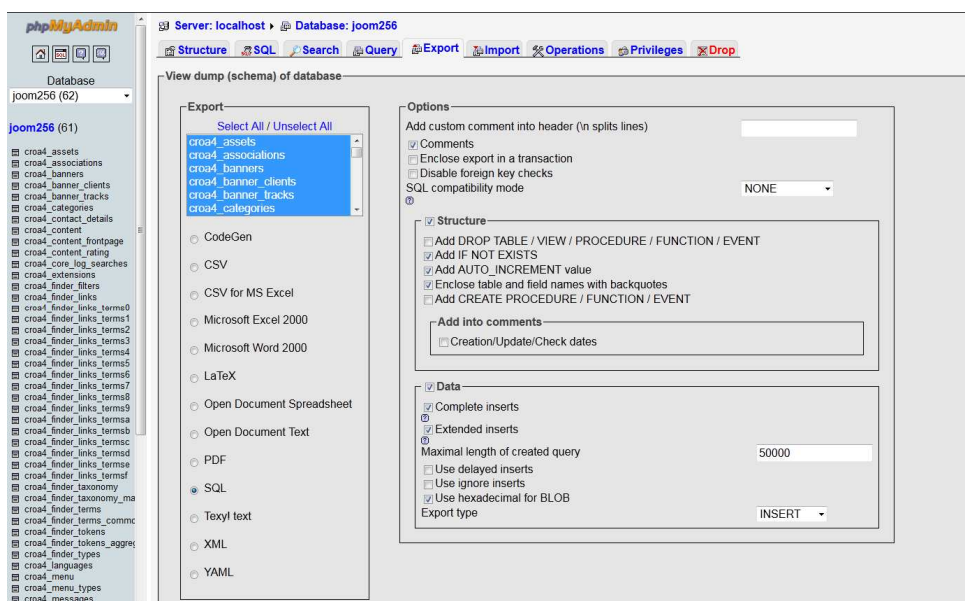 phpMyAdmin
Database
joom256 (62)
joom256 (61)
croa4_assets
croa4_associations
croa4_banners
croa4_banner_clients
croa4_banner_tracks
croa4_categories
croa4_contact_details
croa4_content
croa4_content_frontpage
croa4_content_rating
croa4_core_log_searches
croa4_extensions
croa4_finder_filters
croa4_finder_links
croa4_finder_links_terms0
croa4_finder_links_terms1
croa4_finder_links_terms2
croa4_finder_links_terms3
croa4_finder_links_terms4
croa4_finder_links_terms5
croa4_finder_links_terms6
croa4_finder_links_terms7
croa4_finder_links_terms8
croa4_finder_links_terms9
croa4_finder_links_termsa
croa4_finder_links_termsb
croa4_finder_links_termsc
croa4_finder_links_termsd
croa4_finder_links_termse
croa4_finder_links_termsf
croa4_finder_taxonomy
croa4_finder_taxonomy_ma
croa4_finder_terms
croa4_finder_terms_commo
croa4_finder_tokens
croa4_finder_tokens_aggreg
croa4_finder_types
croa4_languages
croa4_menu
croa4_menu_types
croa4_messages
Server: localhost ▸ Database: joom256
Structure SQL Search Query Export Import Operations Privileges Drop
View dump (schema) of database
Export
Select All / Unselect All
croa4_assets
croa4_associations
croa4_banners
croa4_banner_clients
croa4_banner_tracks
croa4_categories
CodeGen
CSV
CSV for MS Excel
Microsoft Excel 2000
Microsoft Word 2000
LaTeX
Open Document Spreadsheet
Open Document Text
PDF
SQL
Texy! text
XML
YAML
Options
Add custom comment into header (\n splits lines)
Comments
Enclose export in a transaction
Disable foreign key checks
SQL compatibility mode NONE
Structure
Add DROP TABLE / VIEW / PROCEDURE / FUNCTION / EVENT
Add IF NOT EXISTS
Add AUTO_INCREMENT value
Enclose table and field names with backquotes
Add CREATE PROCEDURE / FUNCTION / EVENT
Add into comments
Creation/Update/Check dates
Data
Complete inserts
Extended inserts
Maximal length of created query 50000
Use delayed inserts
Use ignore inserts
Use hexadecimal for BLOB
Export type INSERT